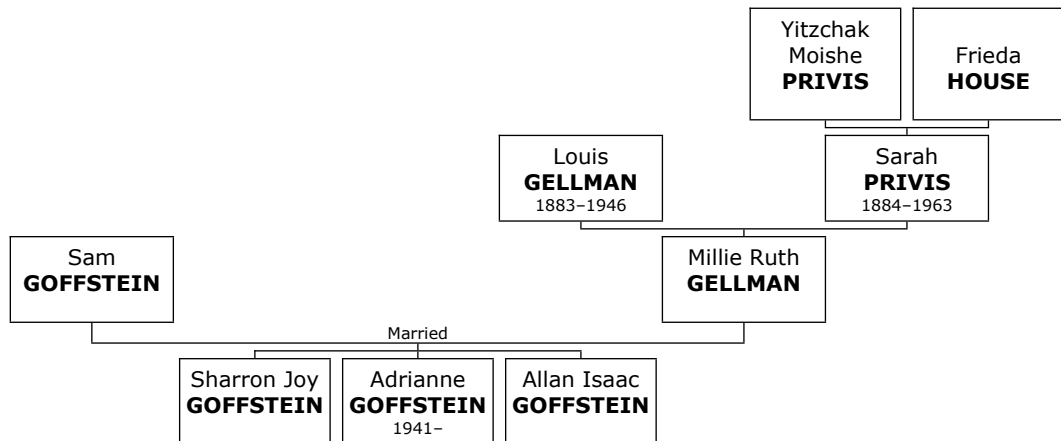 Yitzchak
Moishe
PRIVIS
Frieda
HOUSE
Louis
GELLMAN
1883–1946
Sarah
PRIVIS
1884–1963
Sam
GOFFSTEIN
Millie Ruth
GELLMAN
Married
Sharron Joy
GOFFSTEIN
Adrianne
GOFFSTEIN
1941–
Allan Isaac
GOFFSTEIN